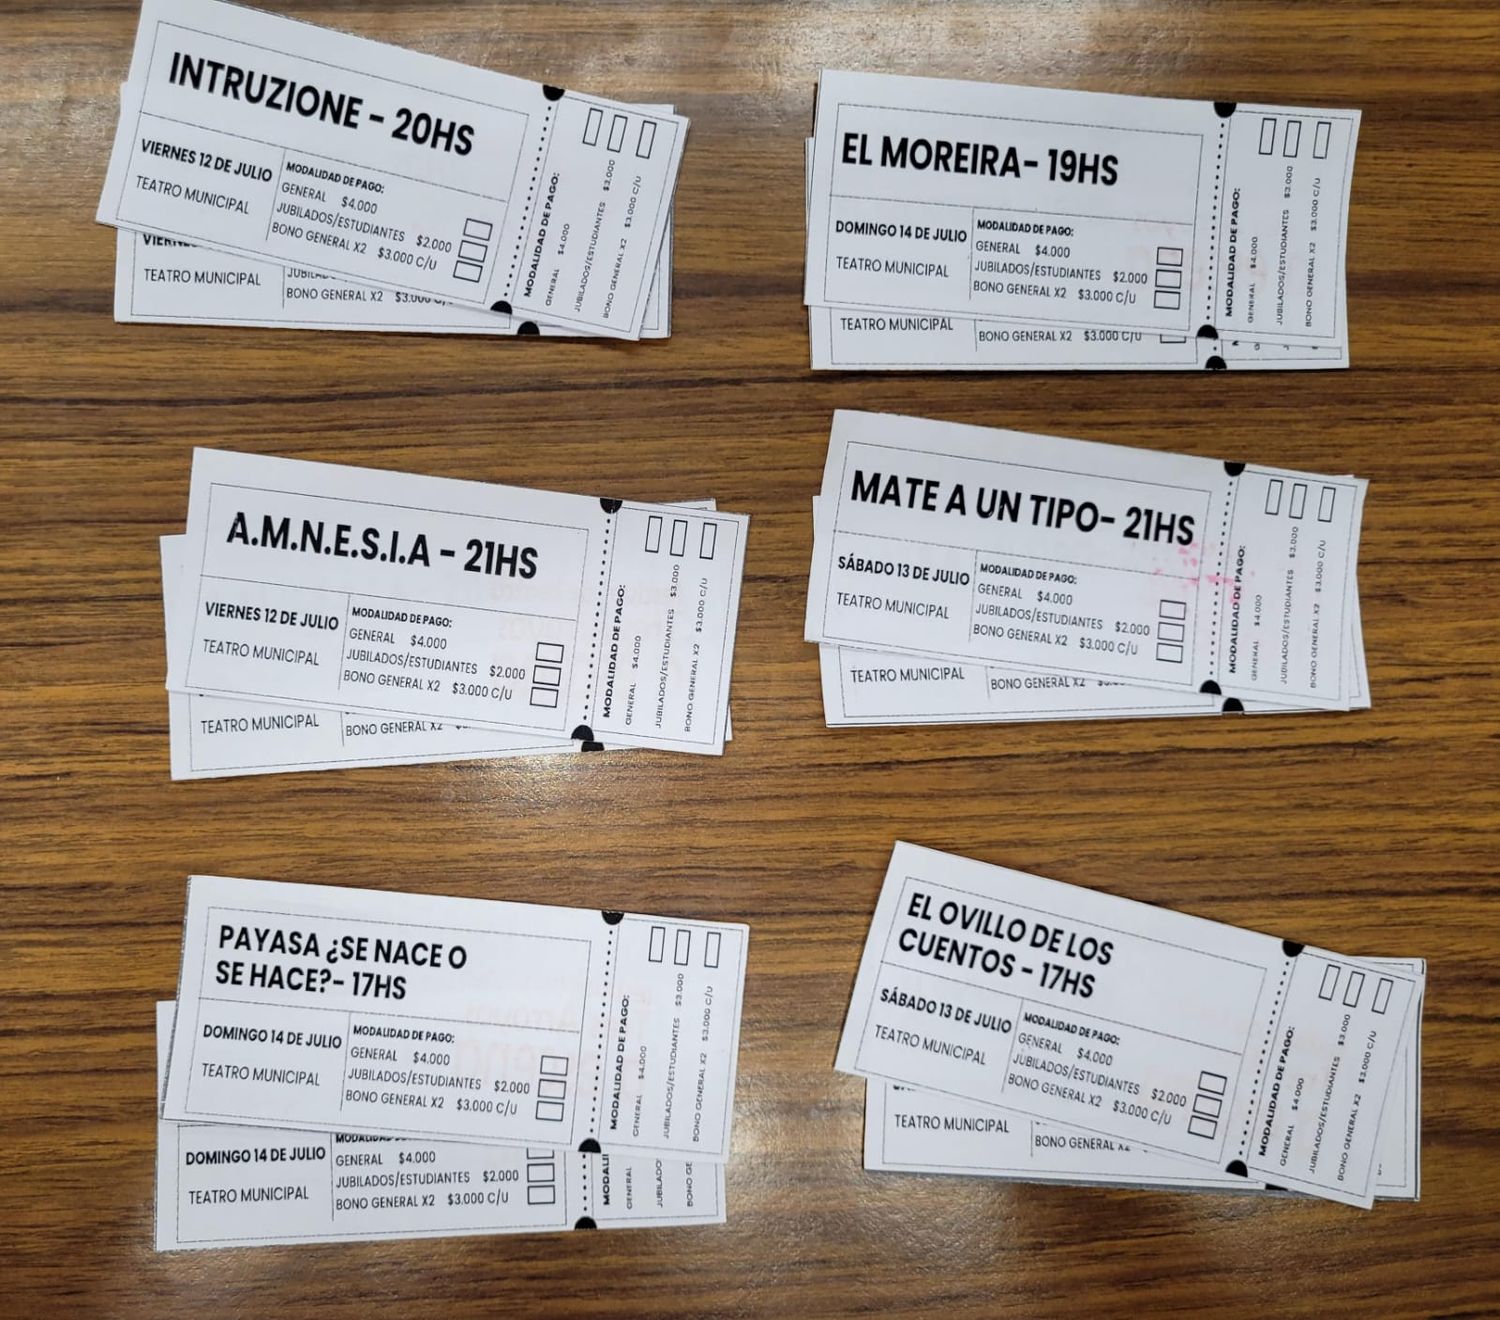 INTRUZIONE - 20HS
VIERNES 12 DE JULIO
TEATRO MUNICIPAL
MODALIDAD DE PAGO:
GENERAL $4.000
JUBILADOS/ESTUDIANTES $2.000
BONO GENERAL X2 $3.000 C/U
MODALIDAD DE PAGO:
GENERAL $4.000
JUBILADOS/ESTUDIANTES $3.000
BONO GENERAL X2 $3.000 C/U
TEATRO MUNICIPAL
BONO GENERAL X2 $3.000 C/U
EL MOREIRA- 19HS
DOMINGO 14 DE JULIO
TEATRO MUNICIPAL
MODALIDAD DE PAGO:
GENERAL $4.000
JUBILADOS/ESTUDIANTES $2.000
BONO GENERAL X2 $3.000 C/U
MODALIDAD DE PAGO:
GENERAL $4.000
JUBILADOS/ESTUDIANTES $3.000
BONO GENERAL X2 $3.000 C/U
TEATRO MUNICIPAL
BONO GENERAL X2 $3.000 C/U
A.M.N.E.S.I.A - 21HS
VIERNES 12 DE JULIO
TEATRO MUNICIPAL
MODALIDAD DE PAGO:
GENERAL $4.000
JUBILADOS/ESTUDIANTES $2.000
BONO GENERAL X2 $3.000 C/U
MODALIDAD DE PAGO:
GENERAL $4.000
JUBILADOS/ESTUDIANTES $3.000
BONO GENERAL X2 $3.000 C/U
TEATRO MUNICIPAL
BONO GENERAL X2
MATE A UN TIPO- 21HS
SÁBADO 13 DE JULIO
TEATRO MUNICIPAL
MODALIDAD DE PAGO:
GENERAL $4.000
JUBILADOS/ESTUDIANTES $2.000
BONO GENERAL X2 $3.000 C/U
MODALIDAD DE PAGO:
GENERAL $4.000
JUBILADOS/ESTUDIANTES $3.000
BONO GENERAL X2 $3.000 C/U
TEATRO MUNICIPAL
BONO GENERAL X2
PAYASA ¿SE NACE O
SE HACE?- 17HS
DOMINGO 14 DE JULIO
TEATRO MUNICIPAL
MODALIDAD DE PAGO:
GENERAL $4.000
JUBILADOS/ESTUDIANTES $2.000
BONO GENERAL X2 $3.000 C/U
MODALIDAD DE PAGO:
GENERAL $4.000
JUBILADOS/ESTUDIANTES $3.000
BONO GENERAL X2 $3.000 C/U
DOMINGO 14 DE JULIO
TEATRO MUNICIPAL
GENERAL $4.000
JUBILADOS/ESTUDIANTES $2.000
BONO GENERAL X2 $3.000 C/U
GENERAL
EL OVILLO DE LOS
CUENTOS - 17HS
SÁBADO 13 DE JULIO
TEATRO MUNICIPAL
MODALIDAD DE PAGO:
GENERAL $4.000
JUBILADOS/ESTUDIANTES $2.000
BONO GENERAL X2 $3.000 C/U
MODALIDAD DE PAGO:
GENERAL $4.000
JUBILADOS/ESTUDIANTES $3.000
BONO GENERAL X2 $3.000 C/U
TEATRO MUNICIPAL
BONO GENERAL